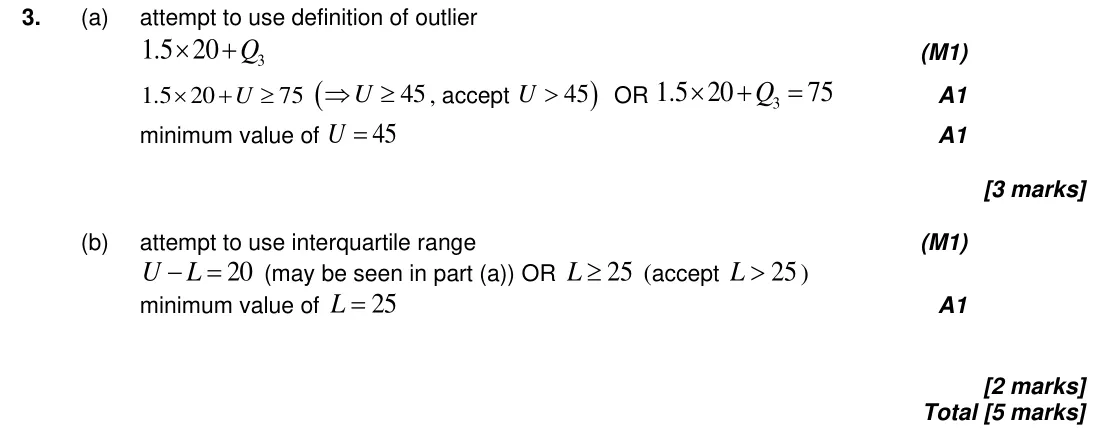 3. (a) attempt to use definition of outlier
1.5×20+Q₃ (M1)
1.5×20+U ≥ 75 (⇒U ≥ 45, accept U > 45) OR 1.5×20+Q₃ = 75 A1
minimum value of U = 45 A1
[3 marks]
(b) attempt to use interquartile range (M1)
U − L = 20 (may be seen in part (a)) OR L ≥ 25 (accept L > 25)
minimum value of L = 25 A1
[2 marks]
Total [5 marks]